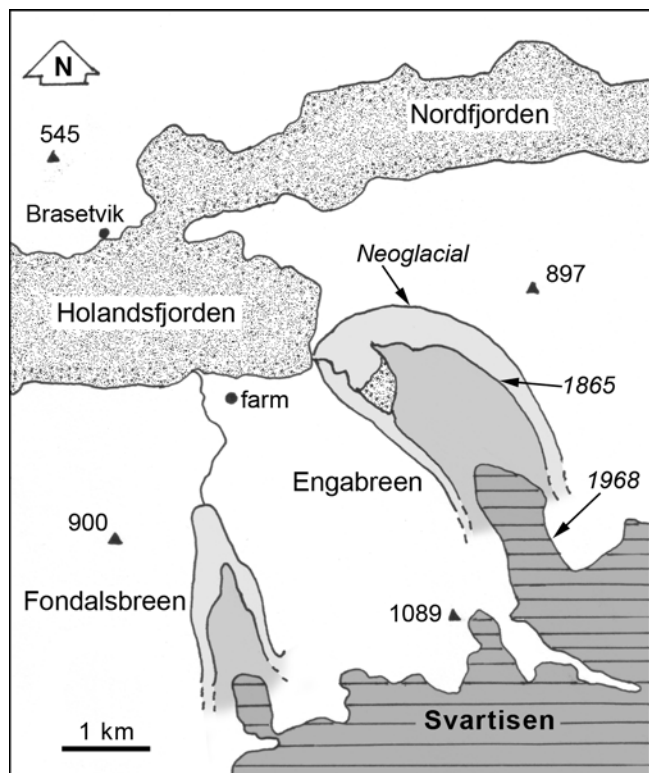 N
Nordfjorden
545
Brasetvik
Neoglacial
897
Holandsfjorden
1865
farm
Engabreen
1968
900
Fondalsbreen
1089
1 km
Svartisen